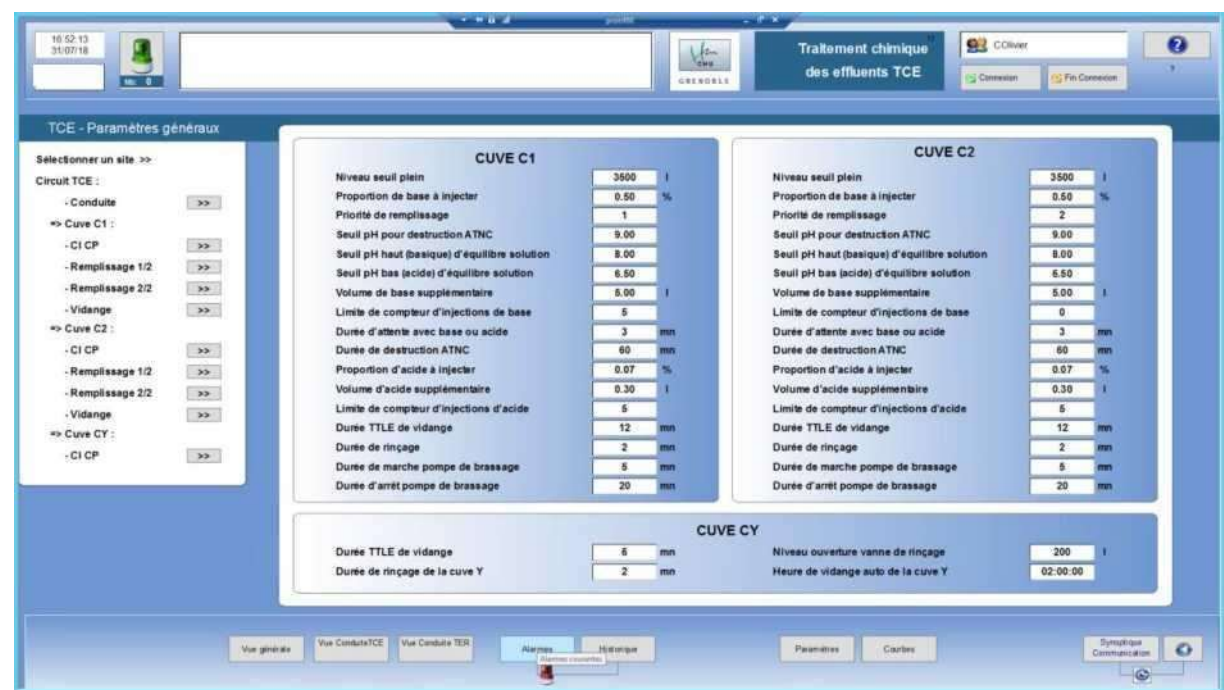 16:52:13
31/07/18
Nb: 0
CHU
GRENOBLE
Traitement chimique
des effluents TCE
COlivier
Connexion
Fin Connexion
?
TCE - Paramètres généraux
Sélectionner un site >>
Circuit TCE :
- Conduite >>
=> Cuve C1 :
- CI CP >>
- Remplissage 1/2 >>
- Remplissage 2/2 >>
- Vidange >>
=> Cuve C2 :
- CI CP >>
- Remplissage 1/2 >>
- Remplissage 2/2 >>
- Vidange >>
=> Cuve CY :
- CI CP >>
CUVE C1
Niveau seuil plein 3500 l
Proportion de base à injecter 0.50 %
Priorité de remplissage 1
Seuil pH pour destruction ATNC 9.00
Seuil pH haut (basique) d'équilibre solution 8.00
Seuil pH bas (acide) d'équilibre solution 6.50
Volume de base supplémentaire 5.00 l
Limite de compteur d'injections de base 5
Durée d'attente avec base ou acide 3 mn
Durée de destruction ATNC 60 mn
Proportion d'acide à injecter 0.07 %
Volume d'acide supplémentaire 0.30 l
Limite de compteur d'injections d'acide 5
Durée TTLE de vidange 12 mn
Durée de rinçage 2 mn
Durée de marche pompe de brassage 5 mn
Durée d'arrêt pompe de brassage 20 mn
CUVE C2
Niveau seuil plein 3500 l
Proportion de base à injecter 0.50 %
Priorité de remplissage 2
Seuil pH pour destruction ATNC 9.00
Seuil pH haut (basique) d'équilibre solution 8.00
Seuil pH bas (acide) d'équilibre solution 6.50
Volume de base supplémentaire 5.00 l
Limite de compteur d'injections de base 0
Durée d'attente avec base ou acide 3 mn
Durée de destruction ATNC 60 mn
Proportion d'acide à injecter 0.07 %
Volume d'acide supplémentaire 0.30 l
Limite de compteur d'injections d'acide 5
Durée TTLE de vidange 12 mn
Durée de rinçage 2 mn
Durée de marche pompe de brassage 5 mn
Durée d'arrêt pompe de brassage 20 mn
CUVE CY
Durée TTLE de vidange 6 mn
Durée de rinçage de la cuve Y 2 mn
Niveau ouverture vanne de rinçage 200 l
Heure de vidange auto de la cuve Y 02:00:00
Vue générale
Vue ConduiteTCE
Vue Conduite TER
Alarmes
Alarmes courantes
Historique
Paramètres
Courbes
Synoptique
Communication